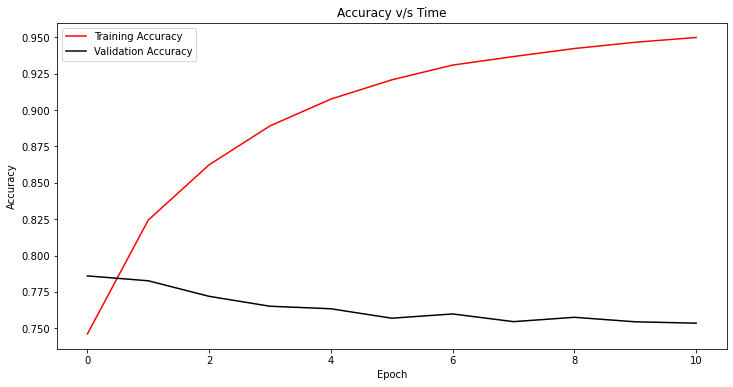 Accuracy v/s Time
Training Accuracy
Validation Accuracy
0.950
0.925
0.900
0.875
0.850
0.825
0.800
0.775
0.750
Accuracy
0 2 4 6 8 10
Epoch